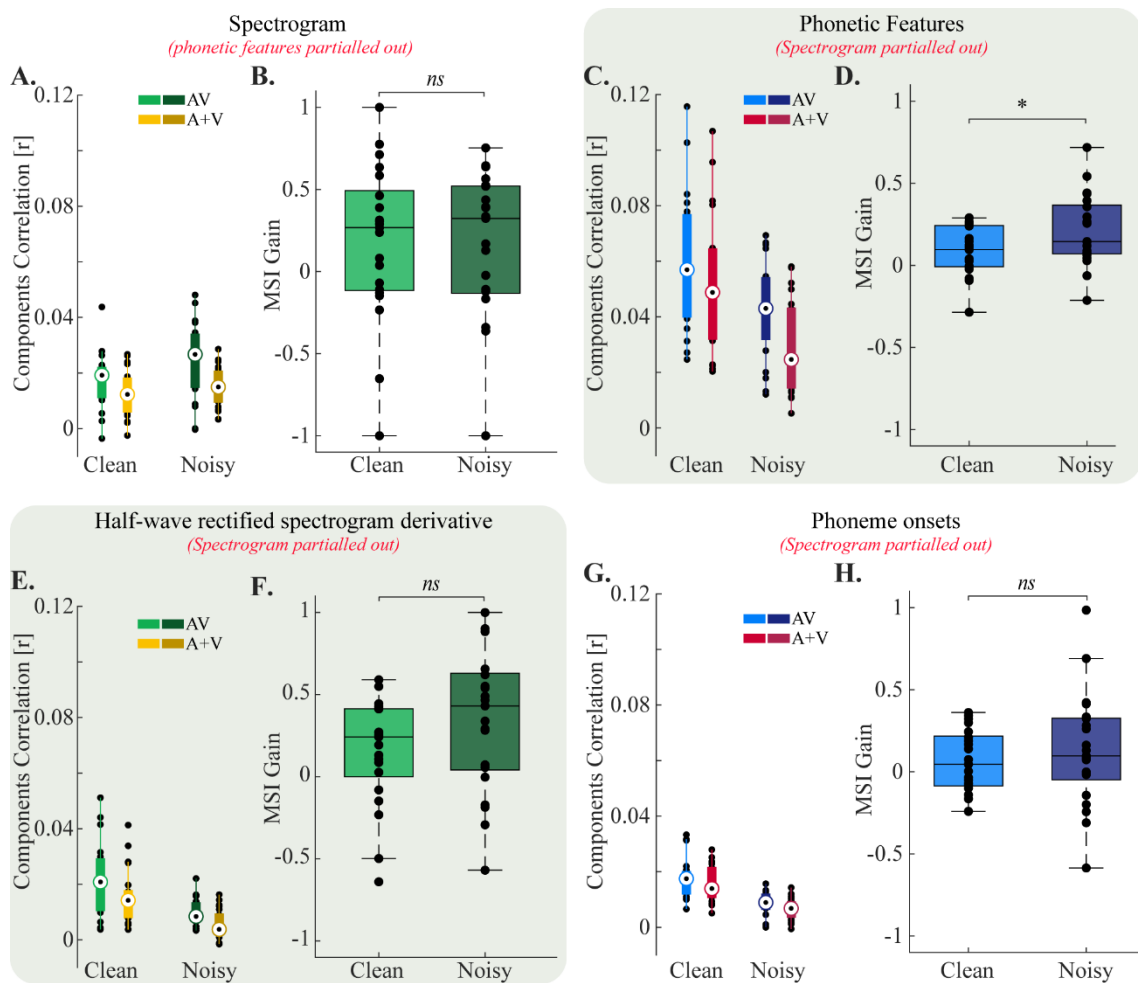 Spectrogram
(phonetic features partialled out)
A.
0.12
0.08
0.04
0
Components Correlation [r]
AV
A+V
Clean
Noisy
B.
ns
1
0.5
0
-0.5
-1
MSI Gain
Clean
Noisy
Phonetic Features
(Spectrogram partialled out)
C.
0.12
0.08
0.04
0
Components Correlation [r]
AV
A+V
Clean
Noisy
D.
*
1
0.5
0
-0.5
-1
MSI Gain
Clean
Noisy
Half-wave rectified spectrogram derivative
(Spectrogram partialled out)
E.
0.12
0.08
0.04
0
Components Correlation [r]
AV
A+V
Clean
Noisy
F.
ns
1
0.5
0
-0.5
-1
MSI Gain
Clean
Noisy
Phoneme onsets
(Spectrogram partialled out)
G.
0.12
0.08
0.04
0
Components Correlation [r]
AV
A+V
Clean
Noisy
H.
ns
1
0.5
0
-0.5
-1
MSI Gain
Clean
Noisy